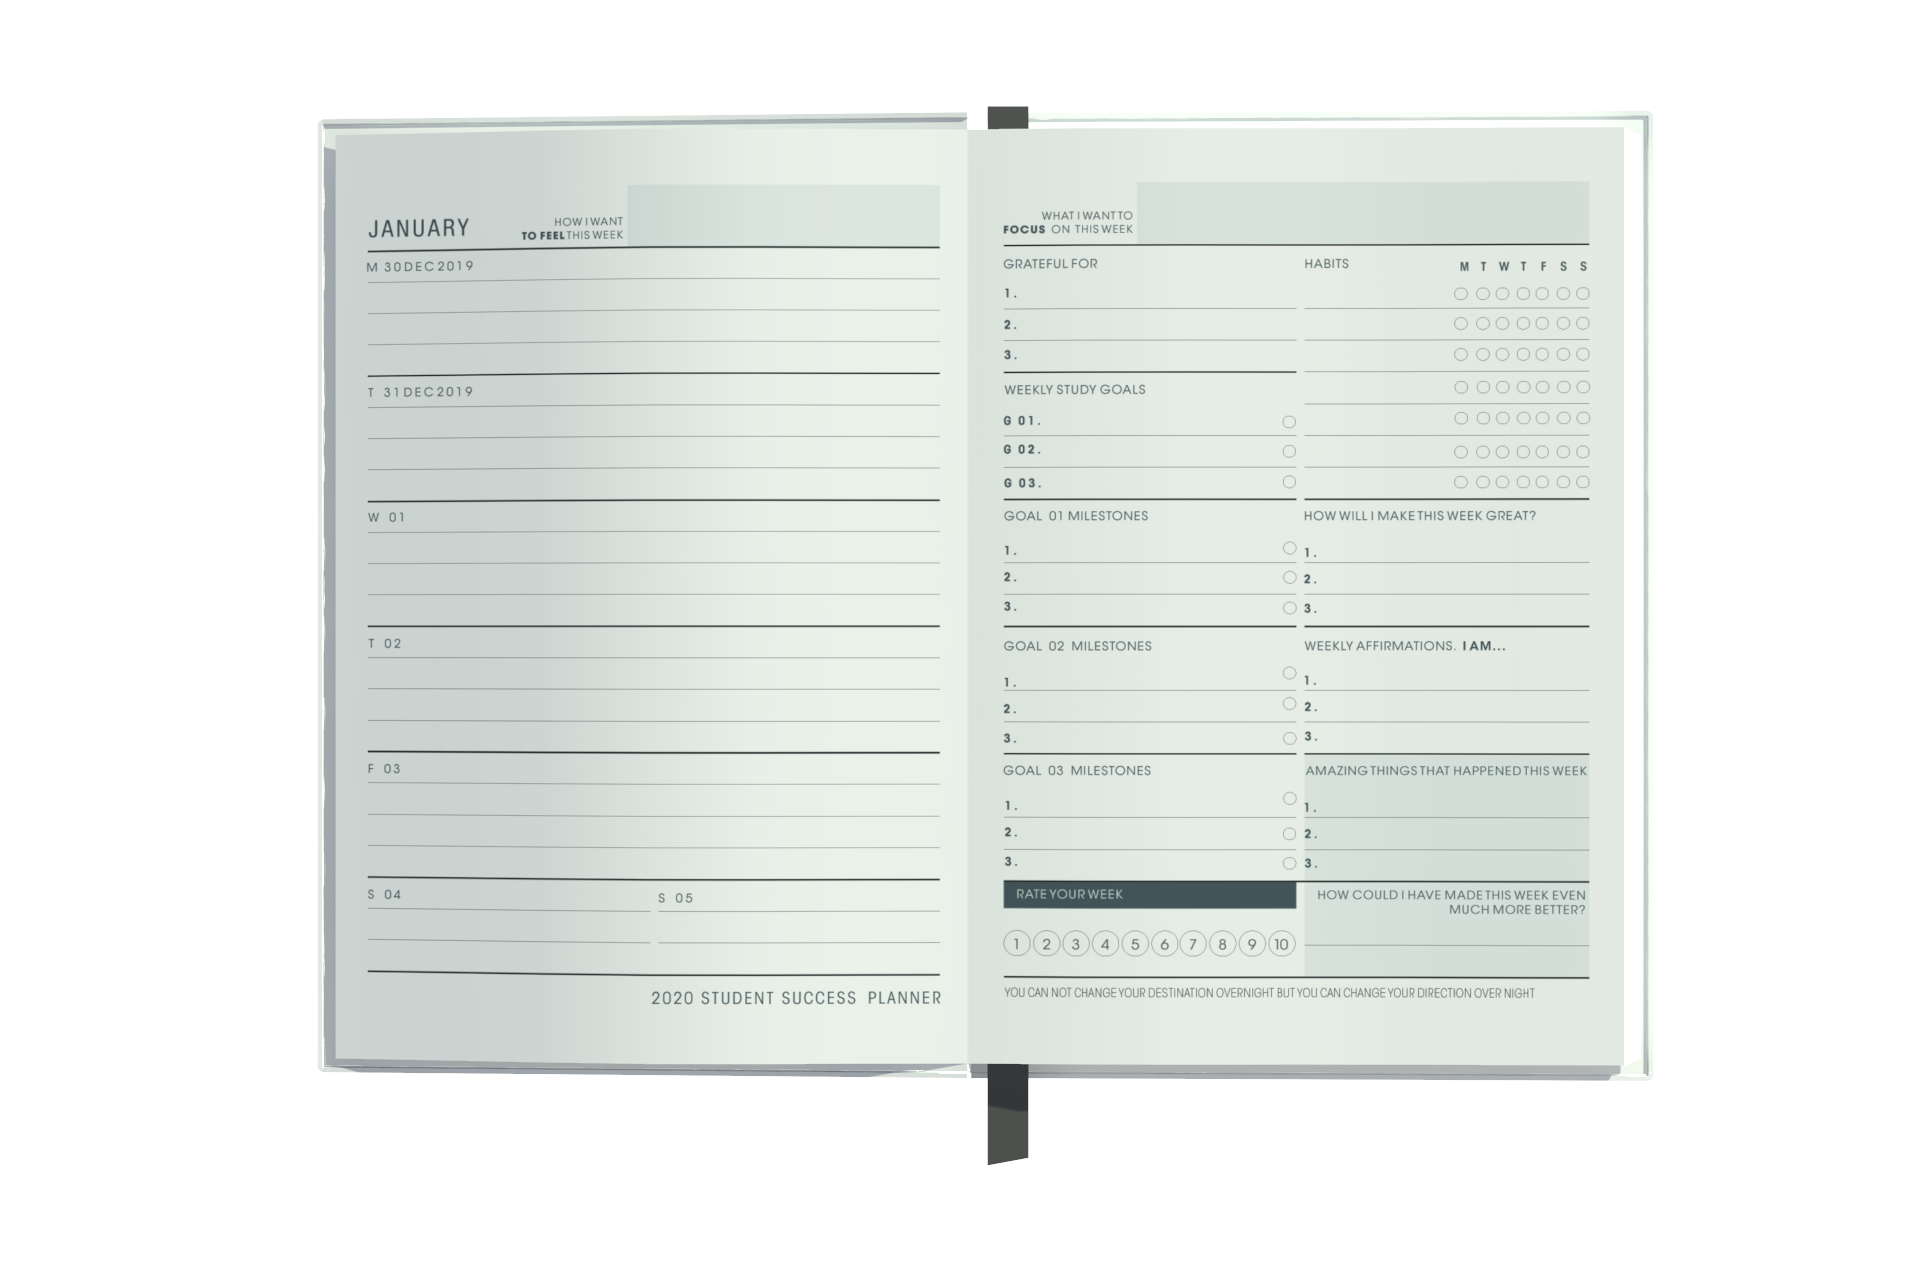 JANUARY
HOW I WANT
TO FEEL THIS WEEK
M 30 DEC 2019
T 31 DEC 2019
W 01
T 02
F 03
S 04
S 05
2020 STUDENT SUCCESS PLANNER
WHAT I WANT TO
FOCUS ON THIS WEEK
GRATEFUL FOR
1.
2.
3.
WEEKLY STUDY GOALS
G 01.
G 02.
G 03.
GOAL 01 MILESTONES
1.
2.
3.
GOAL 02 MILESTONES
1.
2.
3.
GOAL 03 MILESTONES
1.
2.
3.
RATE YOUR WEEK
1 2 3 4 5 6 7 8 9 10
HABITS M T W T F S S
HOW WILL I MAKE THIS WEEK GREAT?
1.
2.
3.
WEEKLY AFFIRMATIONS. I AM...
1.
2.
3.
AMAZING THINGS THAT HAPPENED THIS WEEK
1.
2.
3.
HOW COULD I HAVE MADE THIS WEEK EVEN
MUCH MORE BETTER?
YOU CAN NOT CHANGE YOUR DESTINATION OVERNIGHT BUT YOU CAN CHANGE YOUR DIRECTION OVER NIGHT